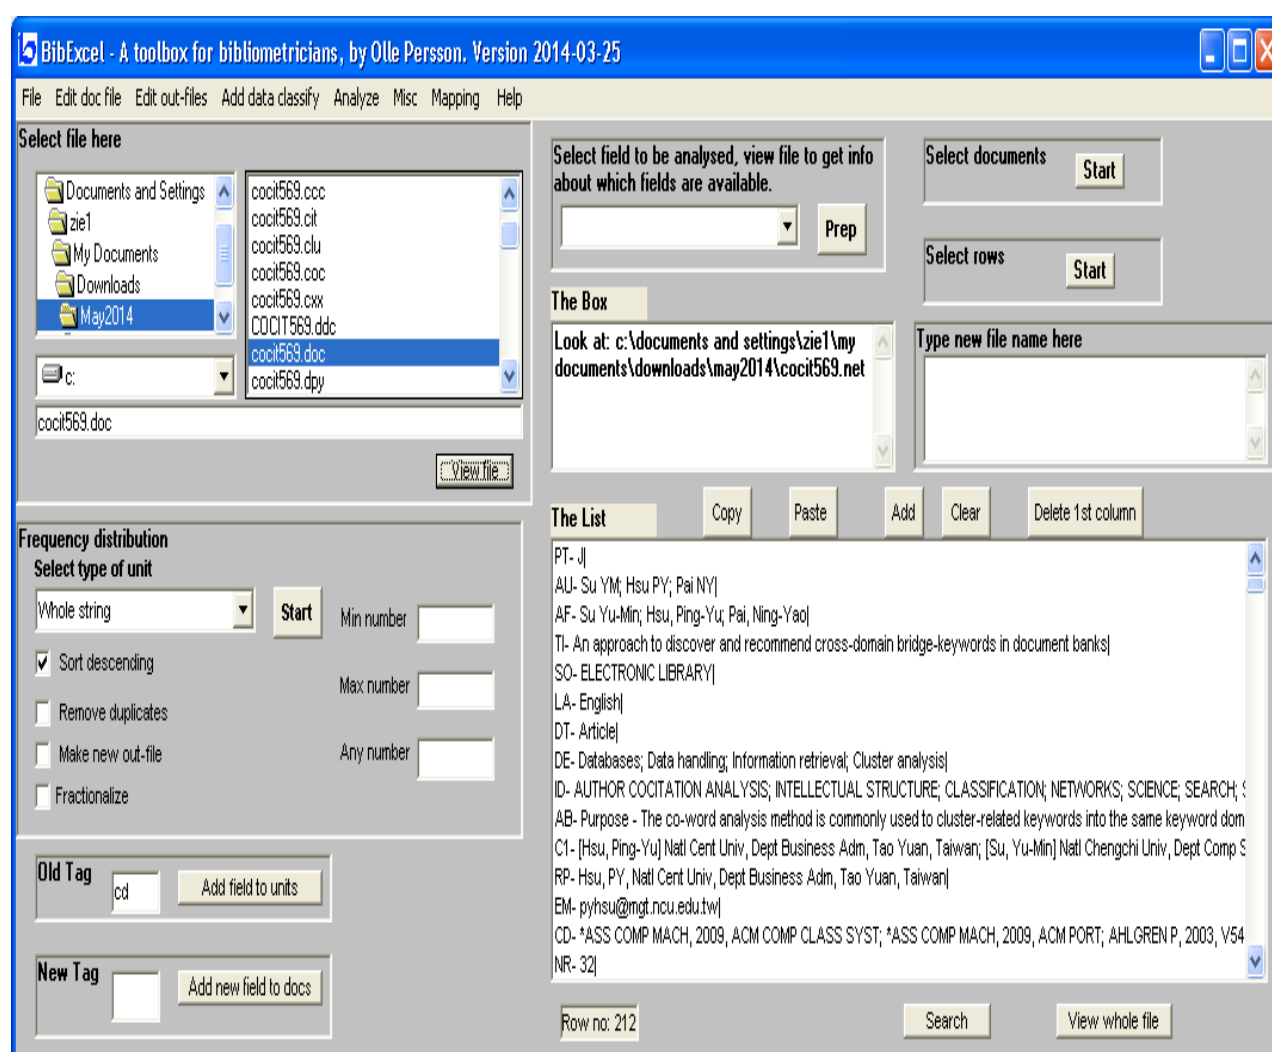 BibExcel - A toolbox for bibliometricians, by Olle Persson. Version 2014-03-25
File Edit doc file Edit out-files Add data classify Analyze Misc Mapping Help
Select file here
Documents and Settings
zie1
My Documents
Downloads
May2014
c:
cocit569.ccc
cocit569.cit
cocit569.clu
cocit569.coc
cocit569.cxx
COCIT569.ddc
cocit569.doc
cocit569.dpy
cocit569.doc
View file
Select field to be analysed, view file to get info
about which fields are available.
Prep
Select documents
Start
Select rows
Start
The Box
Look at: c:\documents and settings\zie1\my
documents\downloads\may2014\cocit569.net
Type new file name here
Frequency distribution
Select type of unit
Whole string
Start
Sort descending
Remove duplicates
Make new out-file
Fractionalize
Min number
Max number
Any number
Old Tag
cd
Add field to units
New Tag
Add new field to docs
The List
Copy
Paste
Add
Clear
Delete 1st column
PT- J|
AU- Su YM; Hsu PY; Pai NY|
AF- Su Yu-Min; Hsu, Ping-Yu; Pai, Ning-Yao|
TI- An approach to discover and recommend cross-domain bridge-keywords in document banks|
SO- ELECTRONIC LIBRARY|
LA- English|
DT- Article|
DE- Databases; Data handling; Information retrieval; Cluster analysis|
ID- AUTHOR COCITATION ANALYSIS; INTELLECTUAL STRUCTURE; CLASSIFICATION; NETWORKS; SCIENCE; SEARCH;
AB- Purpose - The co-word analysis method is commonly used to cluster-related keywords into the same keyword dom
C1- [Hsu, Ping-Yu] Natl Cent Univ, Dept Business Adm, Tao Yuan, Taiwan; [Su, Yu-Min] Natl Chengchi Univ, Dept Comp S
RP- Hsu, PY, Natl Cent Univ, Dept Business Adm, Tao Yuan, Taiwan|
EM- pyhsu@mgt.ncu.edu.tw|
CD- *ASS COMP MACH, 2009, ACM COMP CLASS SYST; *ASS COMP MACH, 2009, ACM PORT; AHLGREN P, 2003, V54
NR- 32|
Row no: 212
Search
View whole file